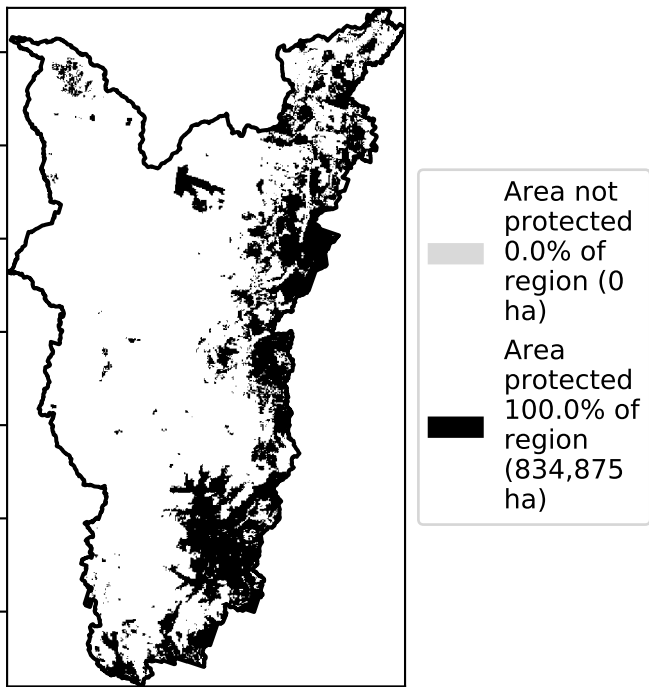 Area not
protected
0.0% of
region (0
ha)
Area
protected
100.0% of
region
(834,875
ha)